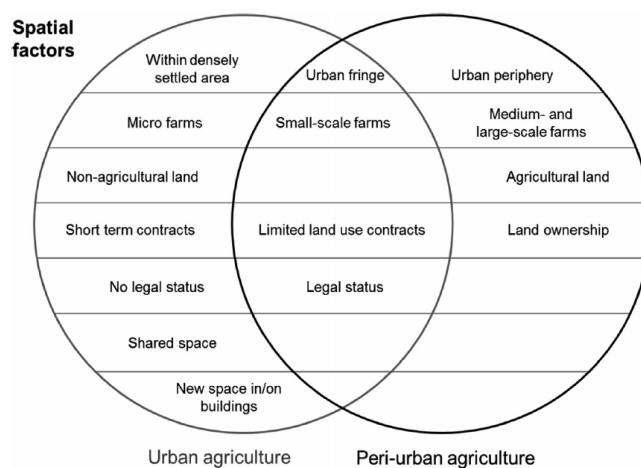 Spatial
factors
Within densely
settled area
Urban fringe
Urban periphery
Micro farms
Small-scale farms
Medium- and
large-scale farms
Non-agricultural land
Agricultural land
Short term contracts
Limited land use contracts
Land ownership
No legal status
Legal status
Shared space
New space in/on
buildings
Urban agriculture
Peri-urban agriculture